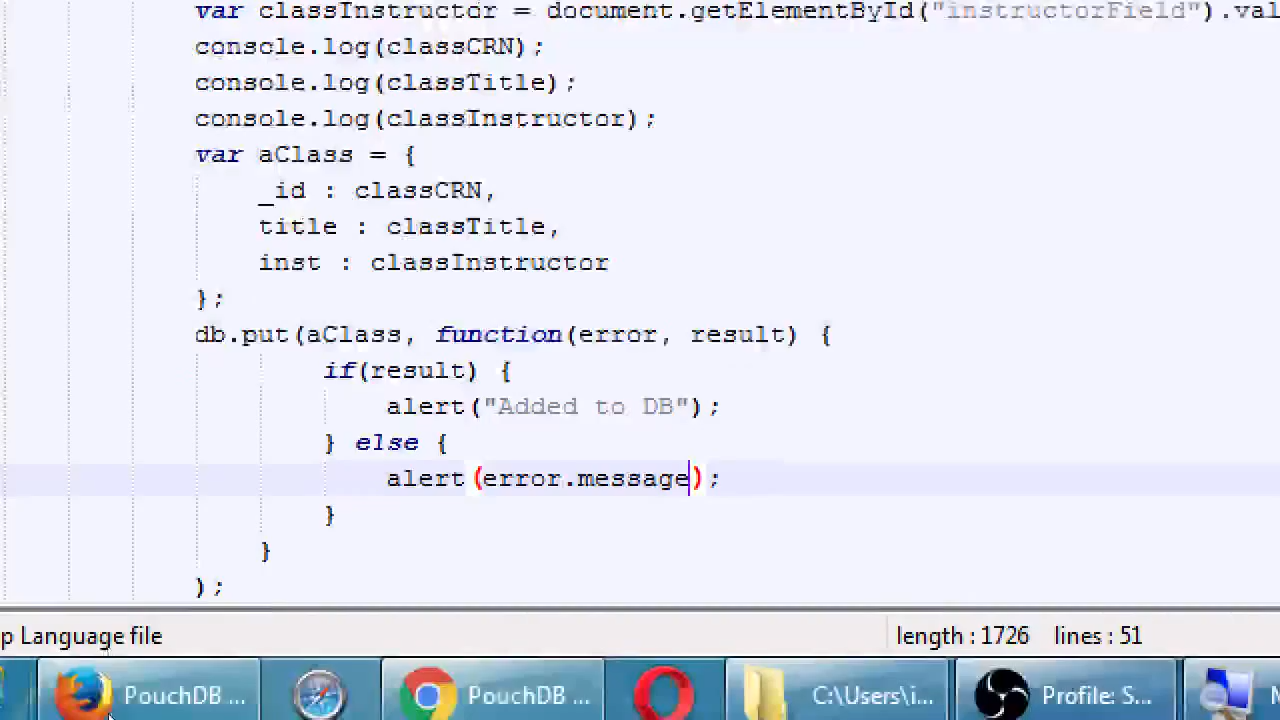 var classInstructor = document.getElementById("instructorField").val
console.log(classCRN);
console.log(classTitle);
console.log(classInstructor);
var aClass = {
_id : classCRN,
title : classTitle,
inst : classInstructor
};
db.put(aClass, function(error, result) {
if(result) {
alert("Added to DB");
} else {
alert(error.message);
}
}
);
p Language file length : 1726 lines : 51
PouchDB ... PouchDB ... C:\Users\i... Profile: S...